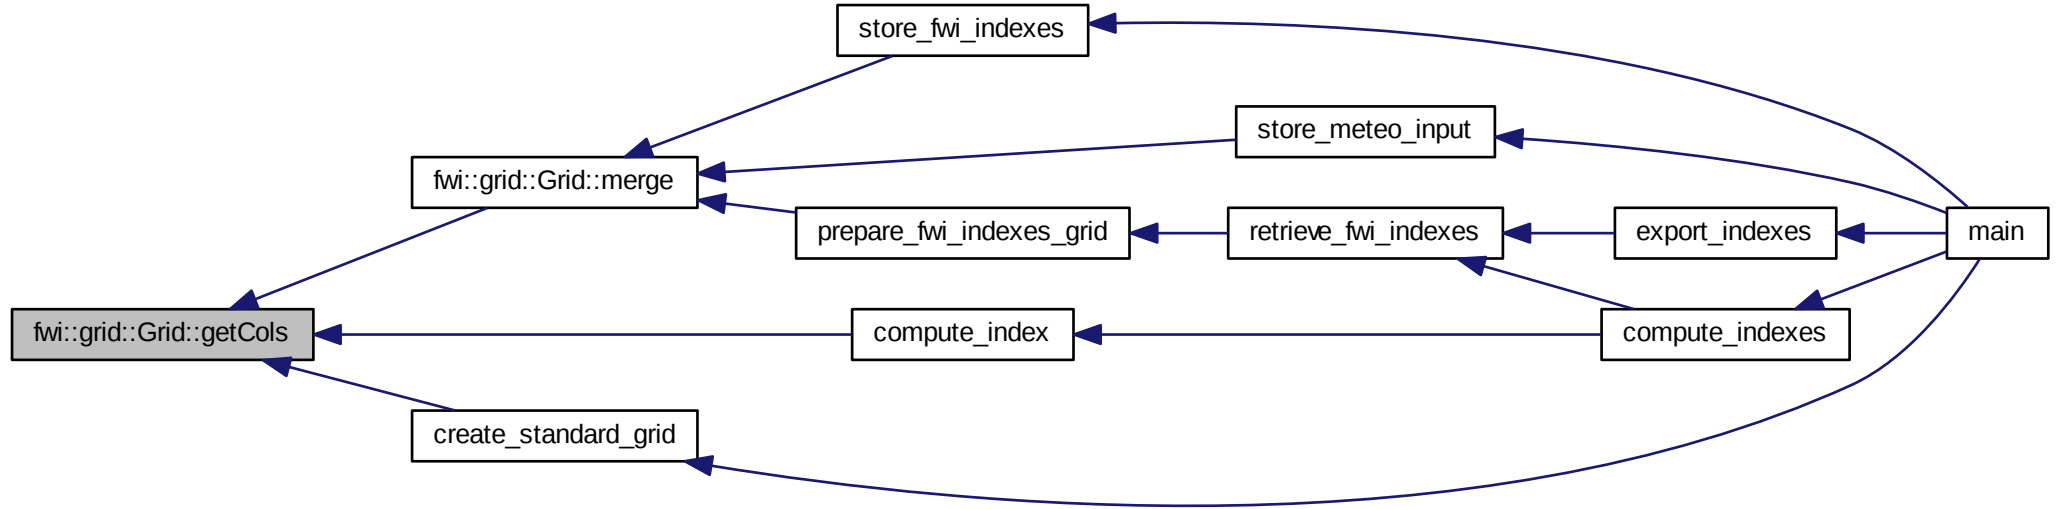 store_fwi_indexes
store_meteo_input
fwi::grid::Grid::merge
prepare_fwi_indexes_grid
retrieve_fwi_indexes
export_indexes
main
fwi::grid::Grid::getCols
compute_index
compute_indexes
create_standard_grid